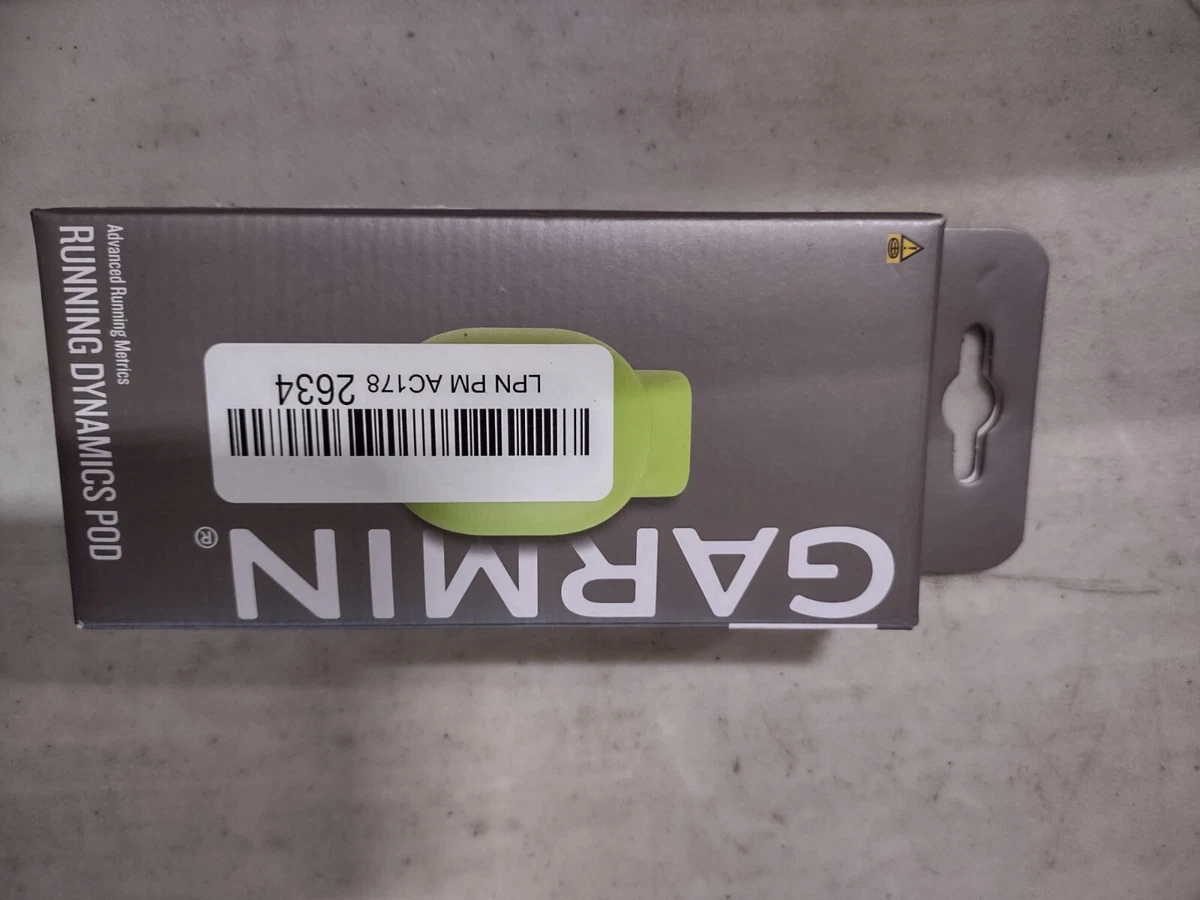 GARMIN®
LPN PM AC178 2634
Advanced Running Metrics
RUNNING DYNAMICS POD